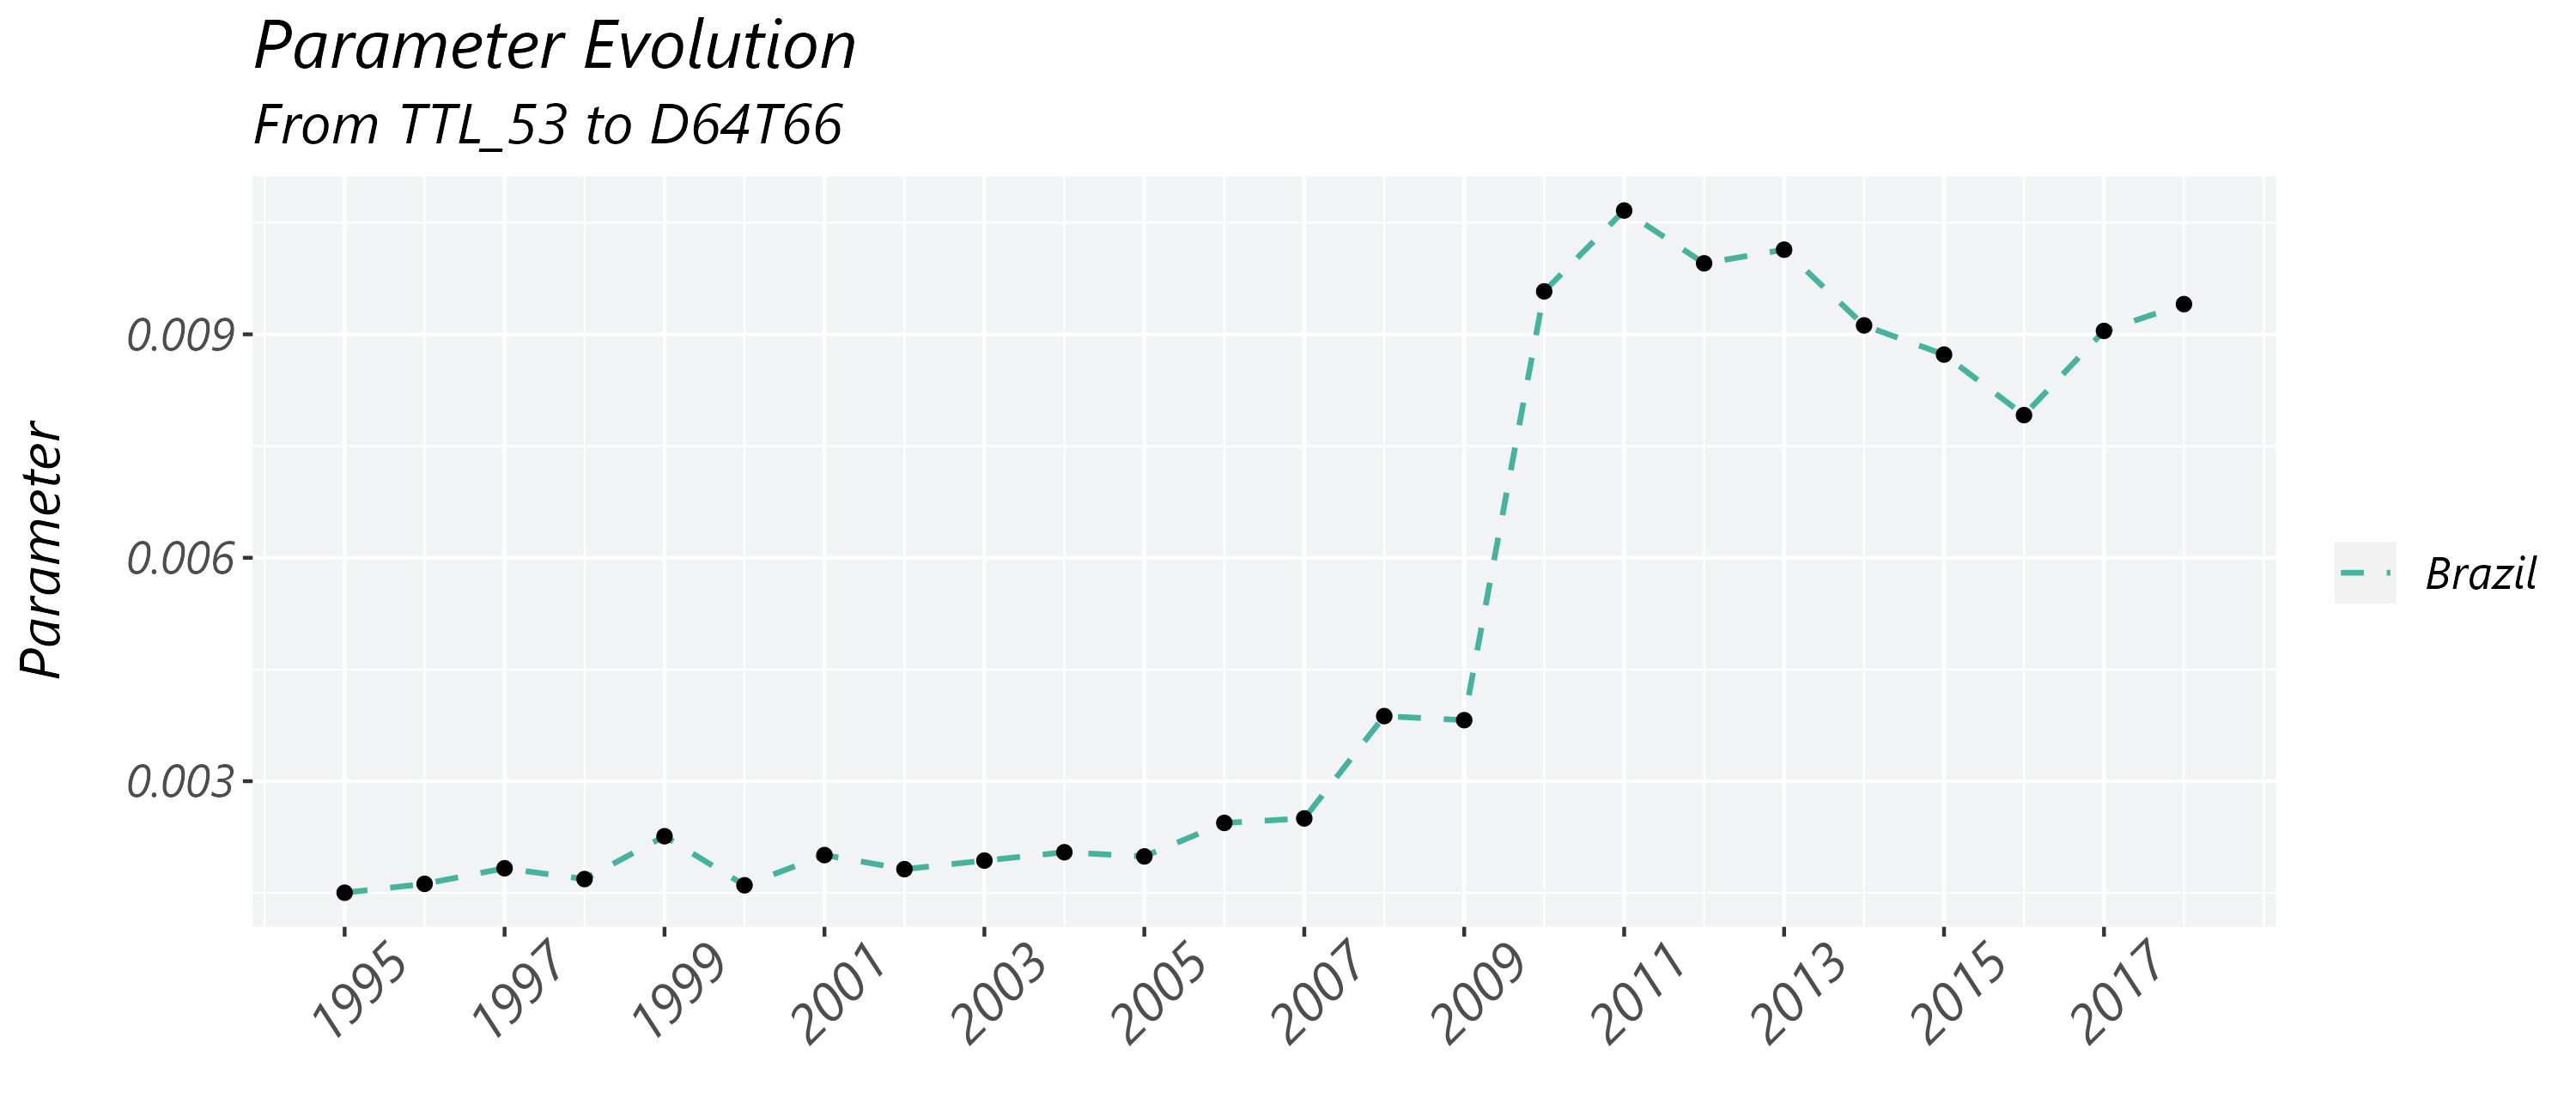 Parameter Evolution
From TTL_53 to D64T66
Parameter
0.009
0.006
0.003
1995 1997 1999 2001 2003 2005 2007 2009 2011 2013 2015 2017
Brazil